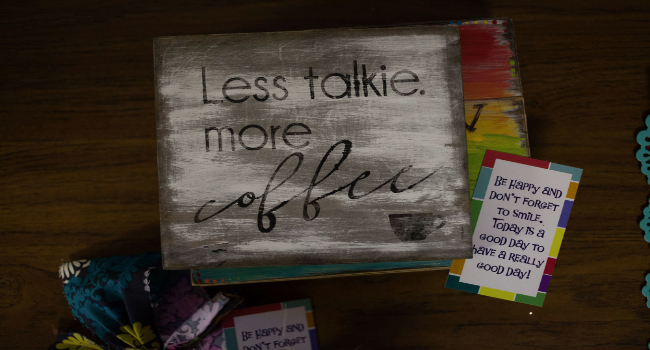 Less talkie.
more
coffee
Be Happy and
don't forget
to smile.
Today is a
good day to
have a really
good day!
Be Happy and
don't forget